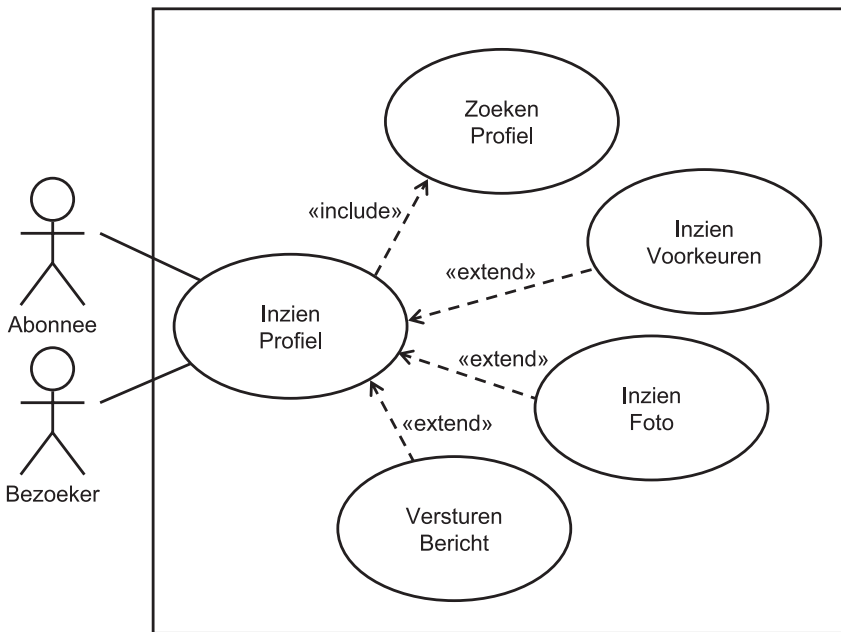 Zoeken
Profiel
«include»
Inzien
Voorkeuren
«extend»
Abonnee
Inzien
Profiel
«extend»
Inzien
Foto
«extend»
Bezoeker
Versturen
Bericht